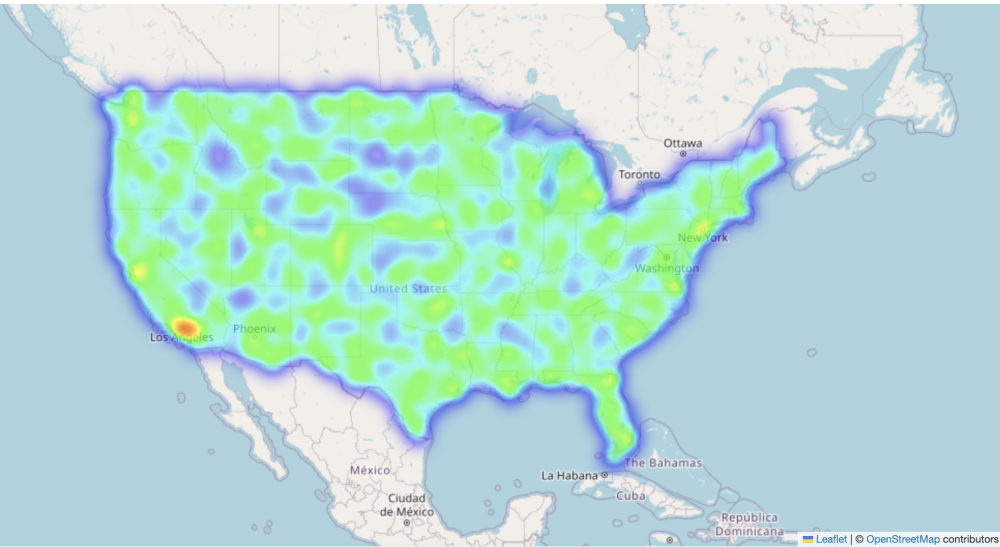 Ottawa
Toronto
New York
Washington
United States
Phoenix
Los Angeles
The Bahamas
México
La Habana
Cuba
Ciudad
de México
República
Dominicana
Leaflet | © OpenStreetMap contributors